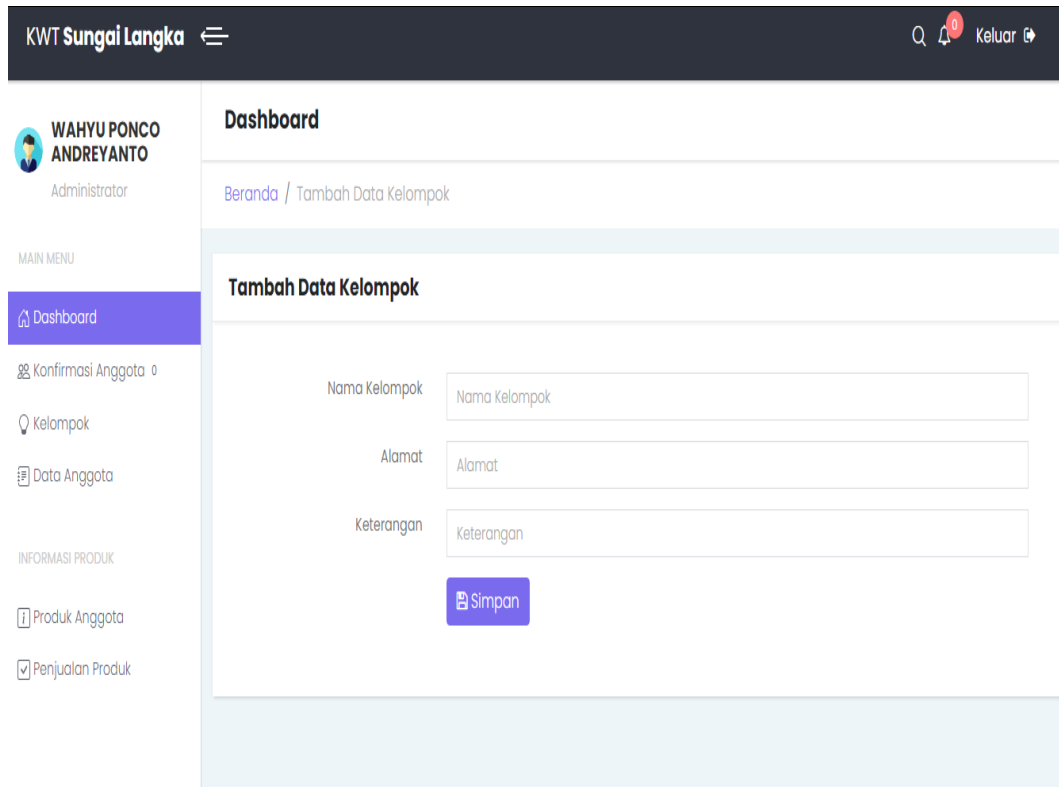 KWT Sungai Langka
0
Keluar
WAHYU PONCO
ANDREYANTO
Administrator
MAIN MENU
Dashboard
Konfirmasi Anggota 0
Kelompok
Data Anggota
INFORMASI PRODUK
Produk Anggota
Penjualan Produk
Dashboard
Beranda / Tambah Data Kelompok
Tambah Data Kelompok
Nama Kelompok
Nama Kelompok
Alamat
Alamat
Keterangan
Keterangan
Simpan